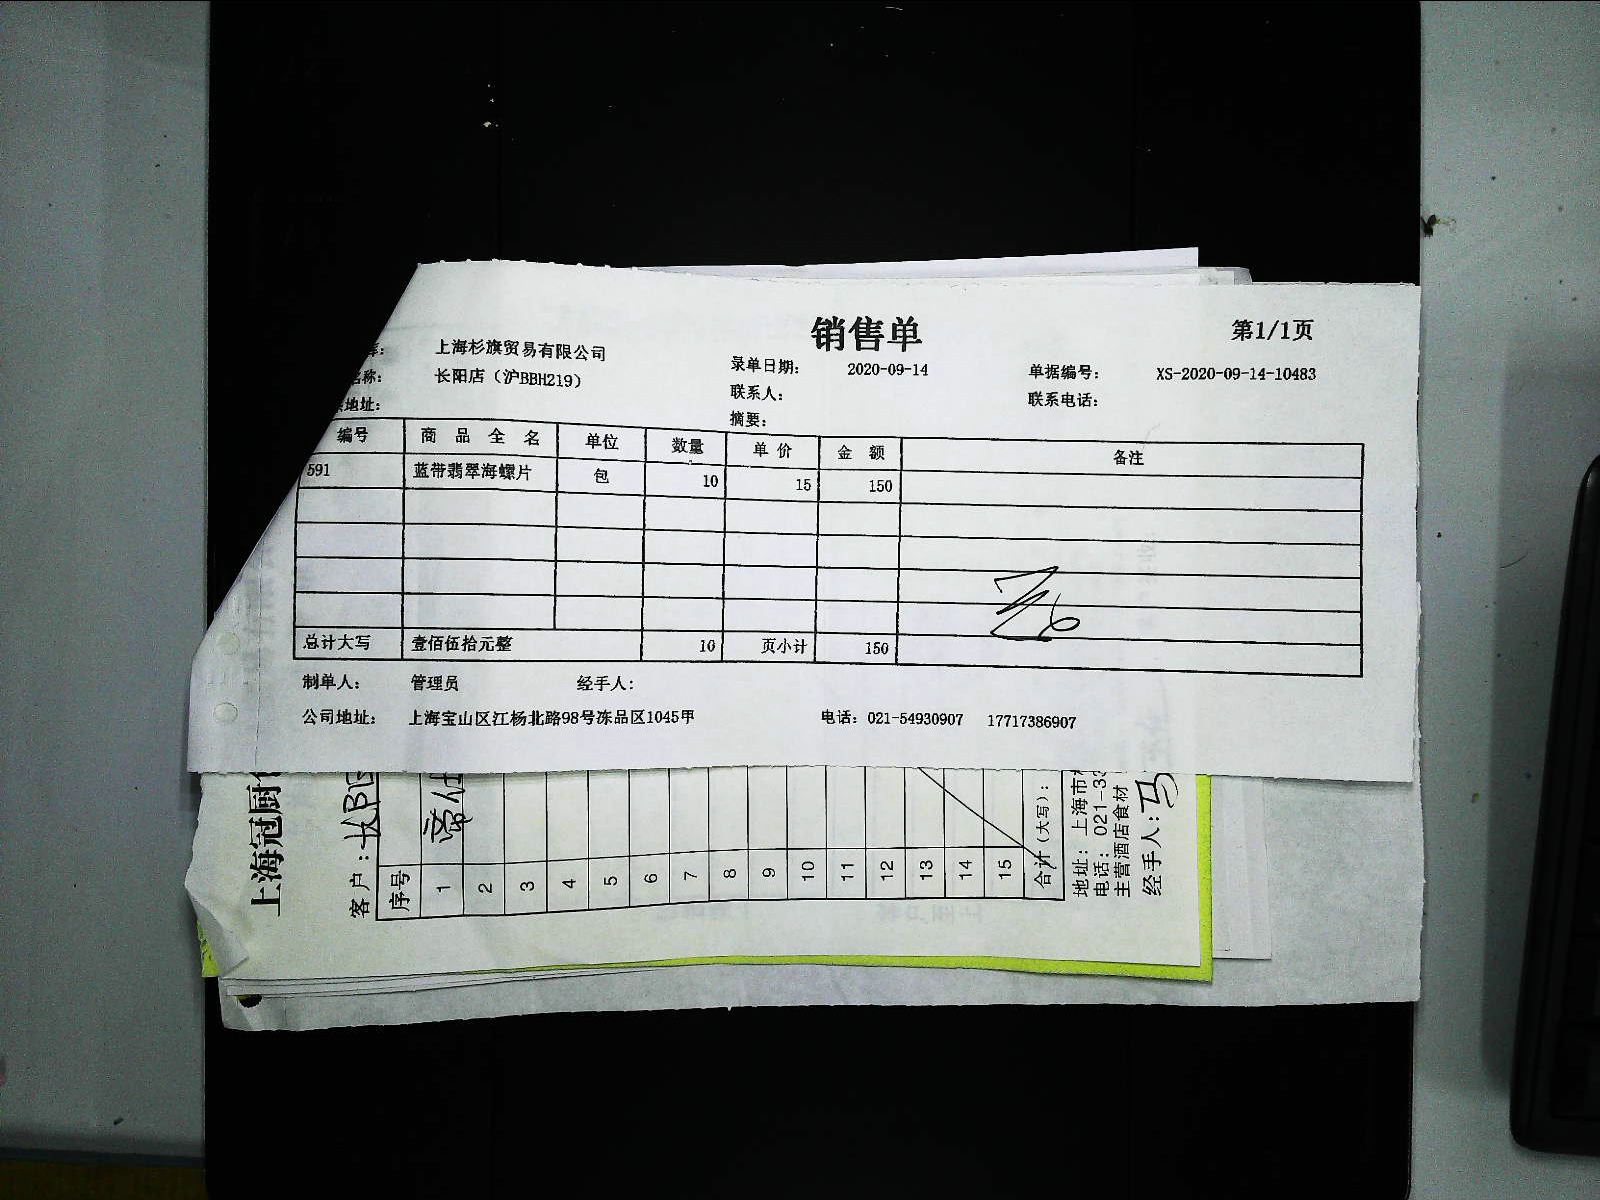 销售单
第1/1页
库： 上海杉旗贸易有限公司
录单日期： 2020-09-14
单据编号： XS-2020-09-14-10483
名称： 长阳店（沪BBH219）
联系人：
联系电话：
地址：
摘要：
编号 商品全名 单位 数量 单价 金额 备注
591 蓝带翡翠海螺片 包 10 15 150
总计大写 壹佰伍拾元整 10 页小计 150
制单人： 管理员 经手人：
公司地址： 上海宝山区江杨北路98号冻品区1045甲 电话：021-54930907 17717386907
上海冠厨
客户：
序号
1
2
3
4
5
6
7
8
9
10
11
12
13
14
15
合计（大写）：
地址：上海市
电话：021-33
主营酒店食材
经手人：马